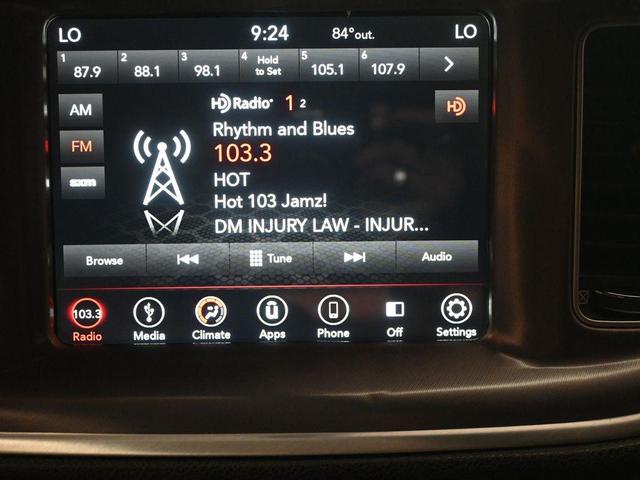 LO 9:24 84°out. LO
1 87.9 2 88.1 3 98.1 4 Hold to Set 5 105.1 6 107.9
AM HD Radio 1 2 HD
Rhythm and Blues
FM 103.3
HOT
Hot 103 Jamz!
DM INJURY LAW - INJUR...
Browse Tune Audio
103.3
Radio Media Climate Apps Phone Off Settings